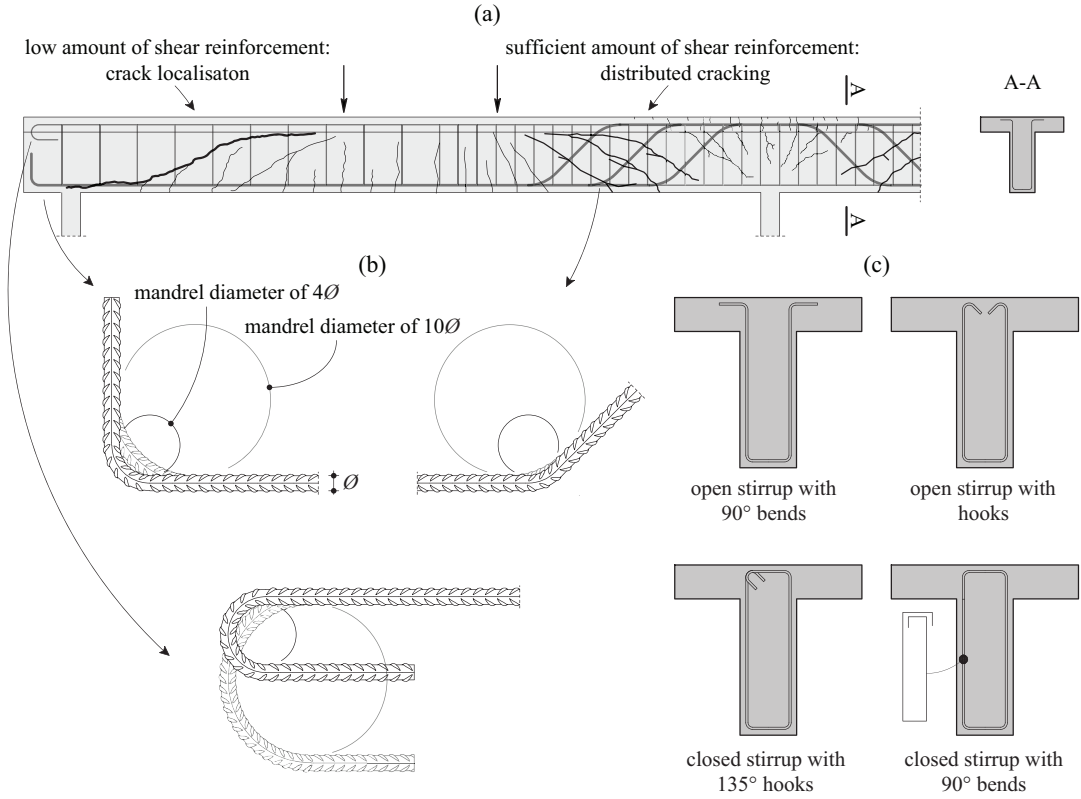 (a)
low amount of shear reinforcement:
crack localisaton
sufficient amount of shear reinforcement:
distributed cracking
A
A-A
A
(b)
mandrel diameter of 4Ø
mandrel diameter of 10Ø
Ø
(c)
open stirrup with
90° bends
open stirrup with
hooks
closed stirrup with
135° hooks
closed stirrup with
90° bends